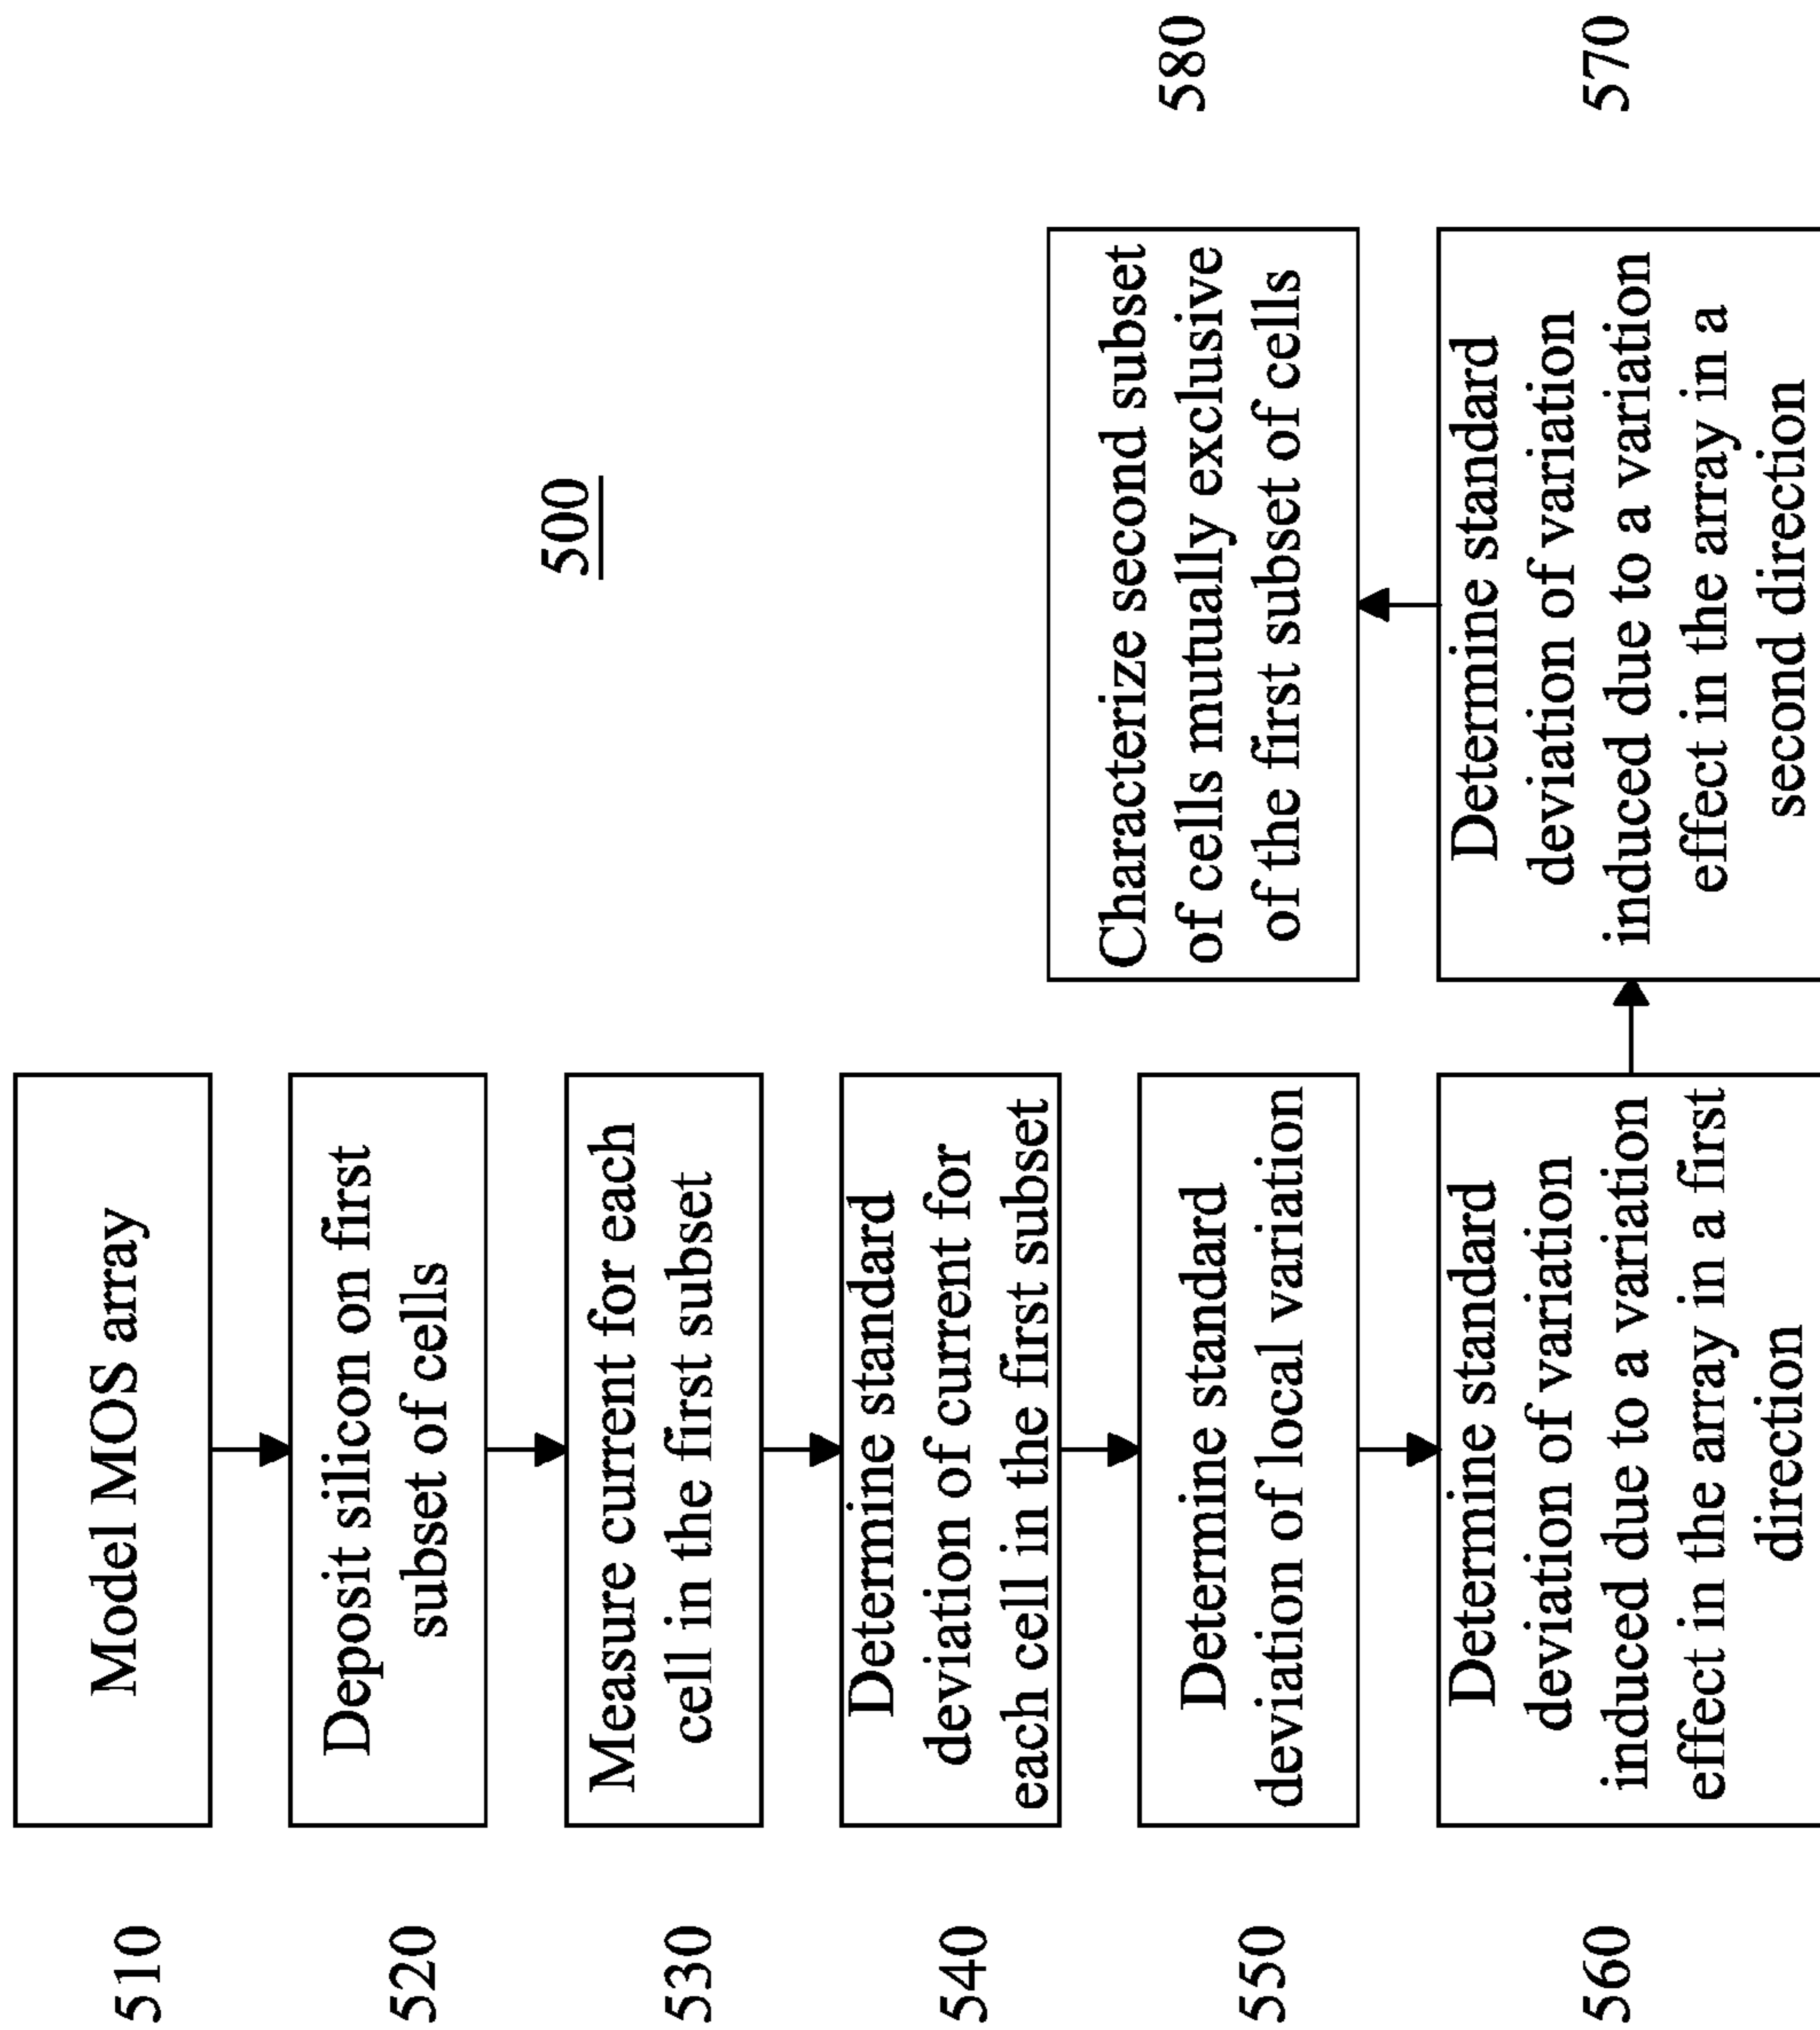 500
510
Model MOS array
520
Deposit silicon on first
subset of cells
530
Measure current for each
cell in the first subset
540
Determine standard
deviation of current for
each cell in the first subset
550
Determine standard
deviation of local variation
560
Determine standard
deviation of variation
induced due to a variation
effect in the array in a first
direction
570
Determine standard
deviation of variation
induced due to a variation
effect in the array in a
second direction
580
Characterize second subset
of cells mutually exclusive
of the first subset of cells